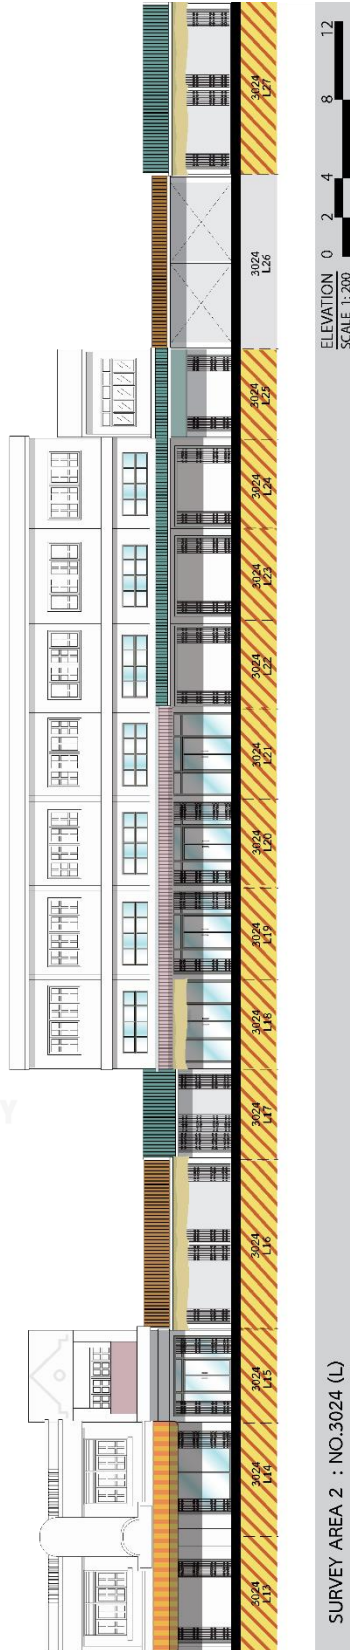 3024
L13
3024
L14
3024
L15
3024
L16
3024
L17
3024
L18
3024
L19
3024
L20
3024
L21
3024
L22
3024
L23
3024
L24
3024
L25
3024
L26
3024
L27
SURVEY AREA 2 : NO.3024 (L)
ELEVATION
SCALE 1: 200
0 2 4 8 12